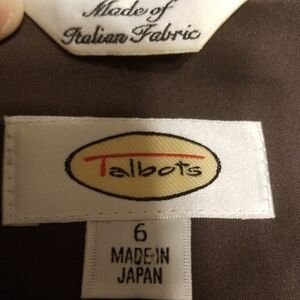 Made of
Italian Fabric
Talbots
6
MADE IN
JAPAN